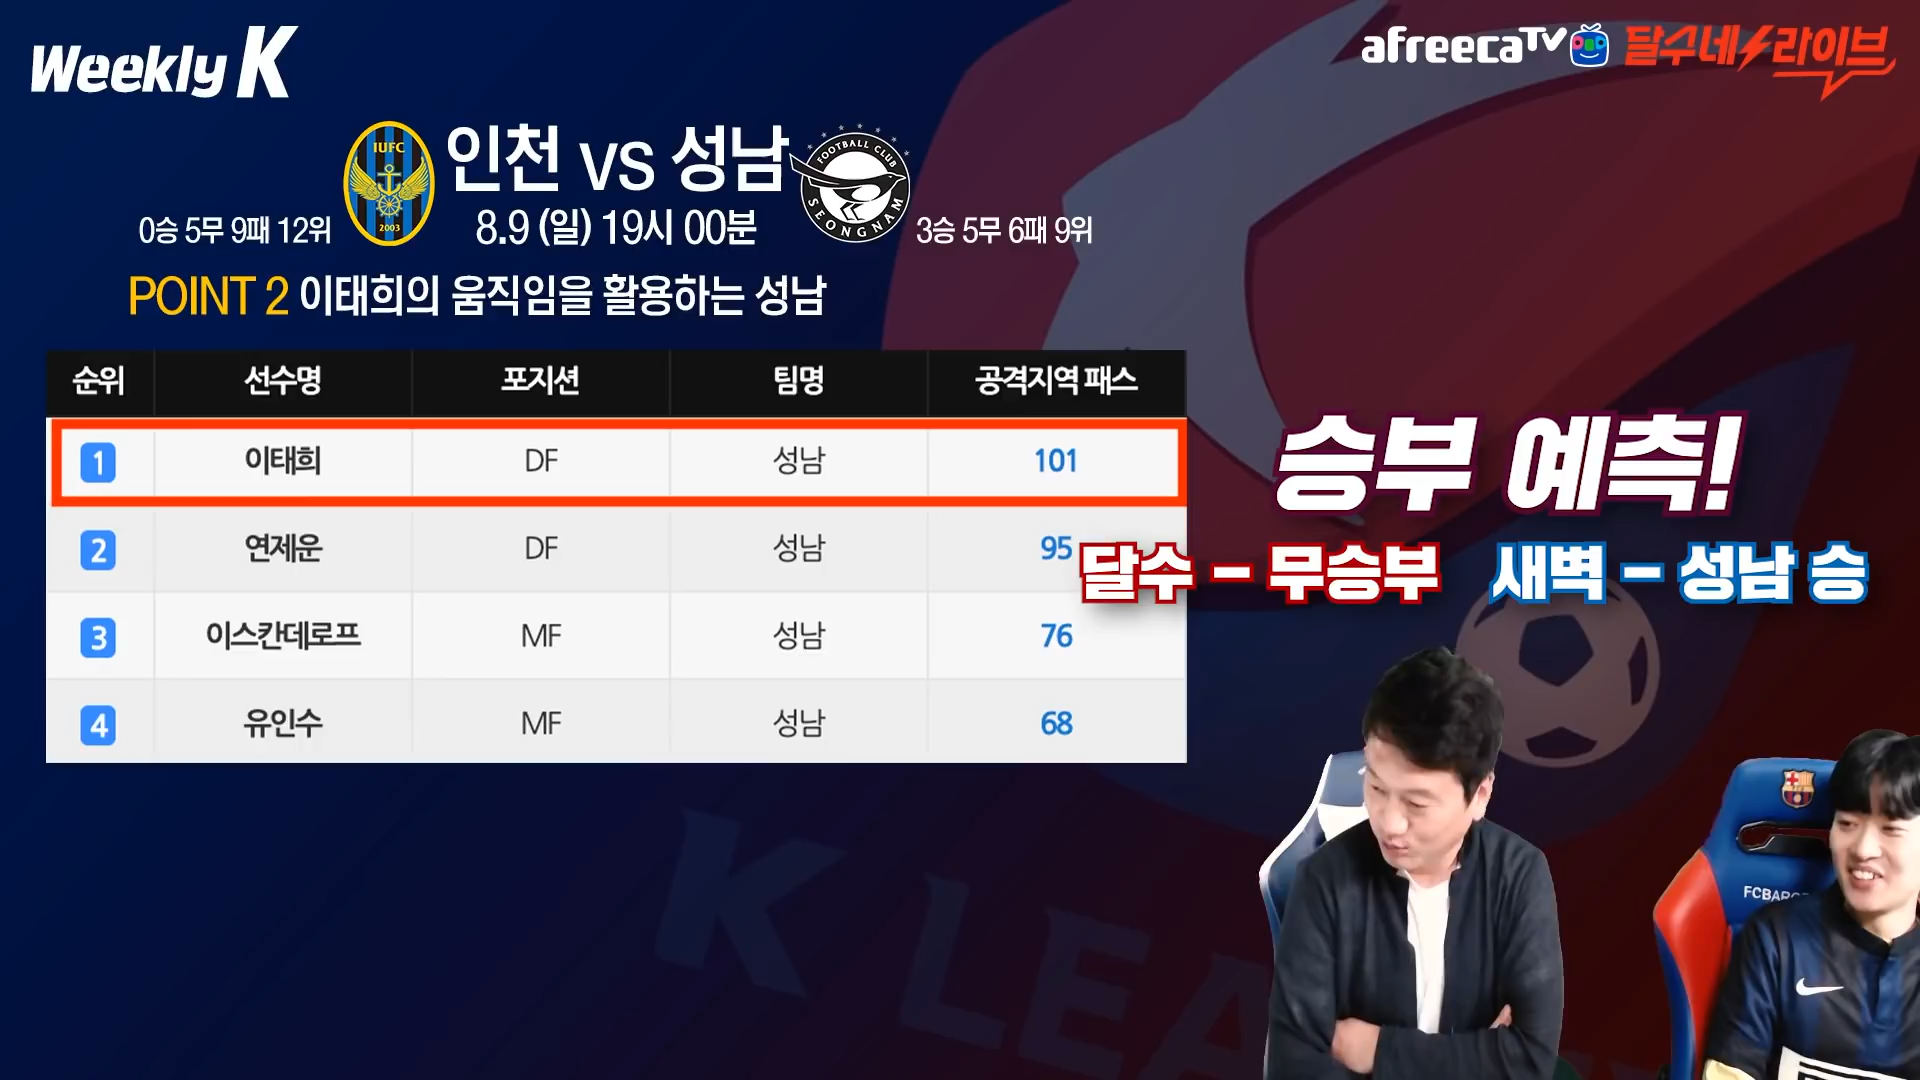 Weekly K
afreecaTV 달수네라이브
IUFC
2003
인천 vs 성남
FOOTBALL CLUB
SEONGNAM
0승 5무 9패 12위
8.9 (일) 19시 00분
3승 5무 6패 9위
POINT 2 이태희의 움직임을 활용하는 성남
순위 선수명 포지션 팀명 공격지역 패스
1 이태희 DF 성남 101
2 연제운 DF 성남 95
3 이스칸데로프 MF 성남 76
4 유인수 MF 성남 68
승부 예측!
달수 - 무승부 새벽 - 성남 승
K LEA